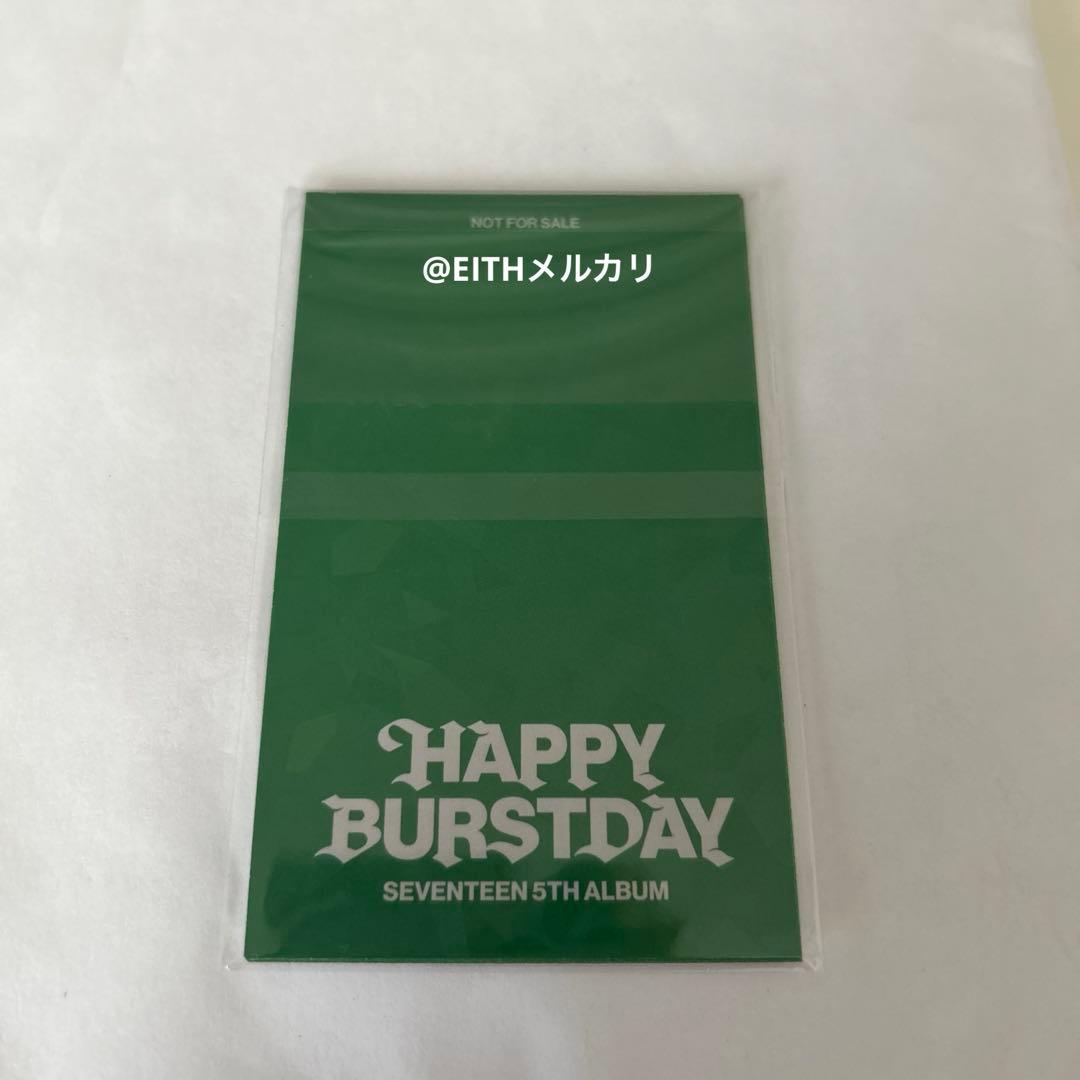 NOT FOR SALE
@EITHメルカリ
HAPPY
BURSTDAY
SEVENTEEN 5TH ALBUM